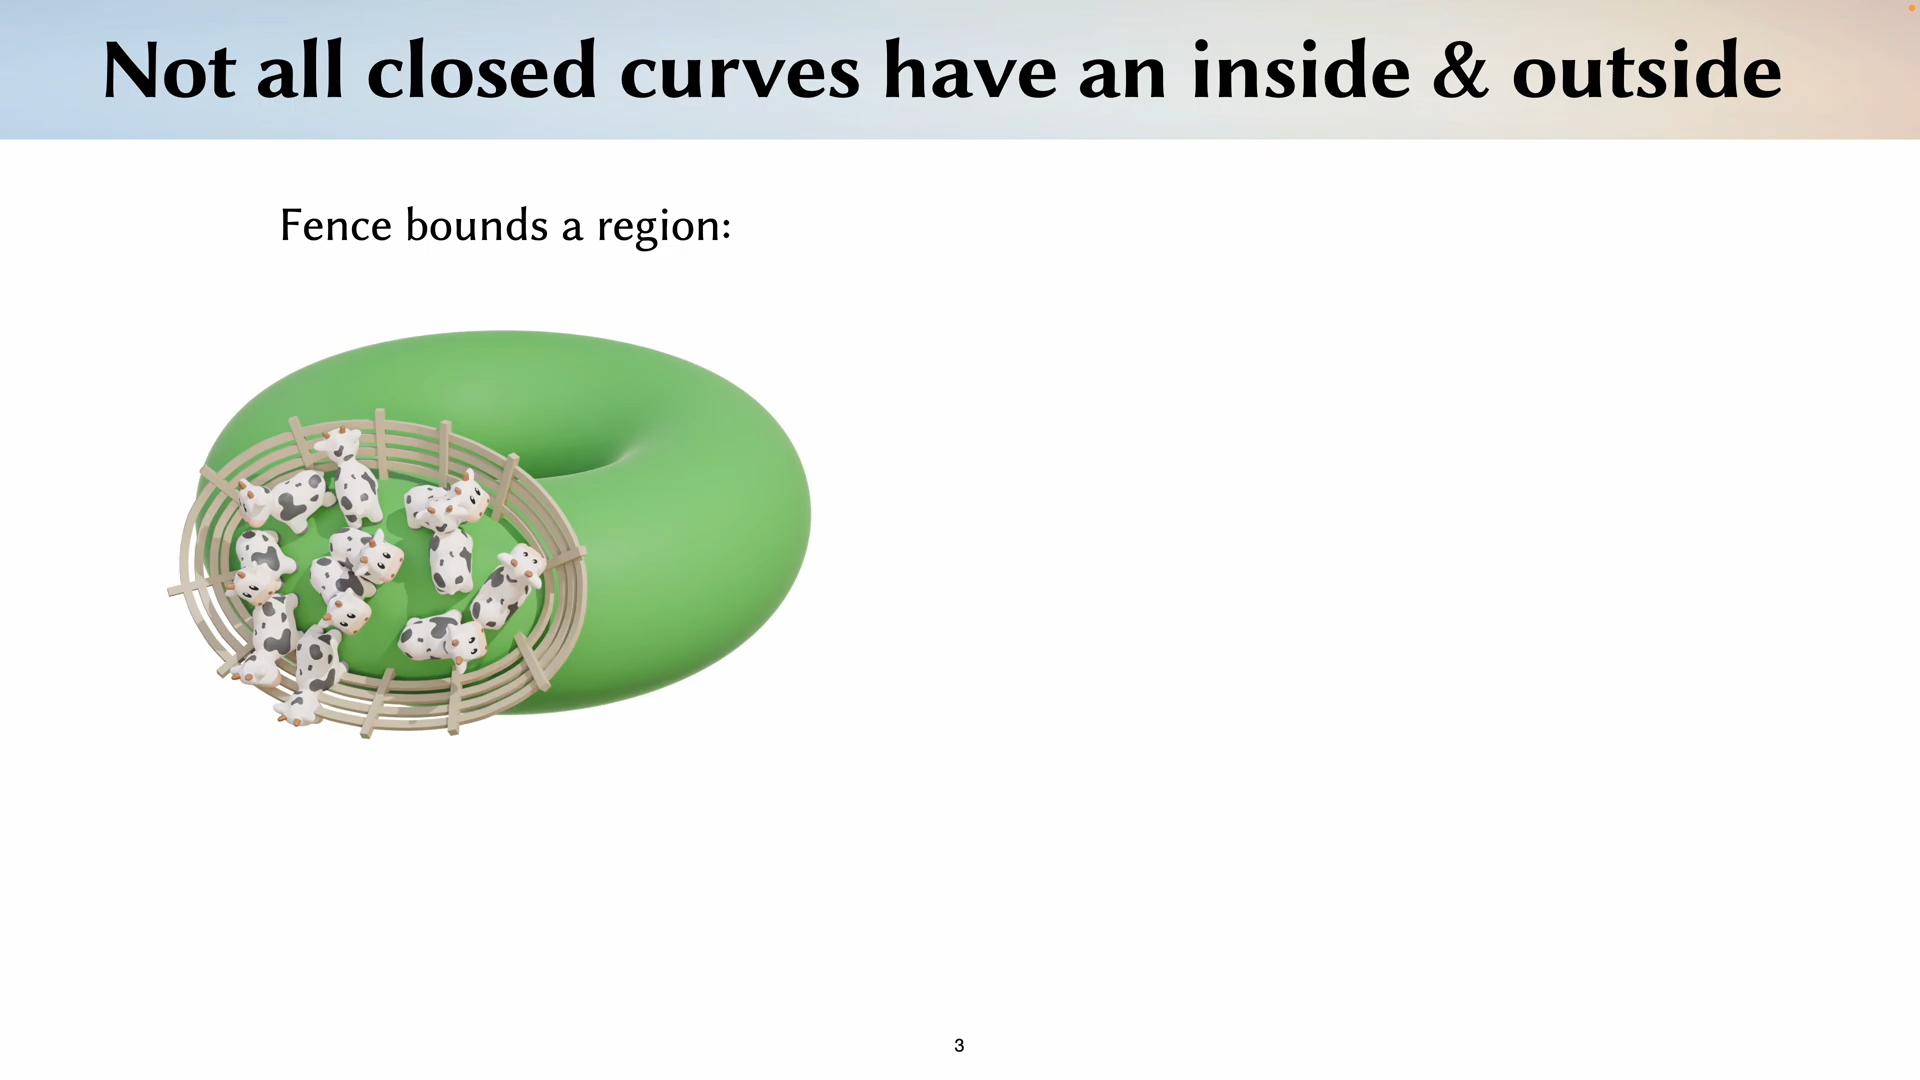 Not all closed curves have an inside & outside
Fence bounds a region:
3